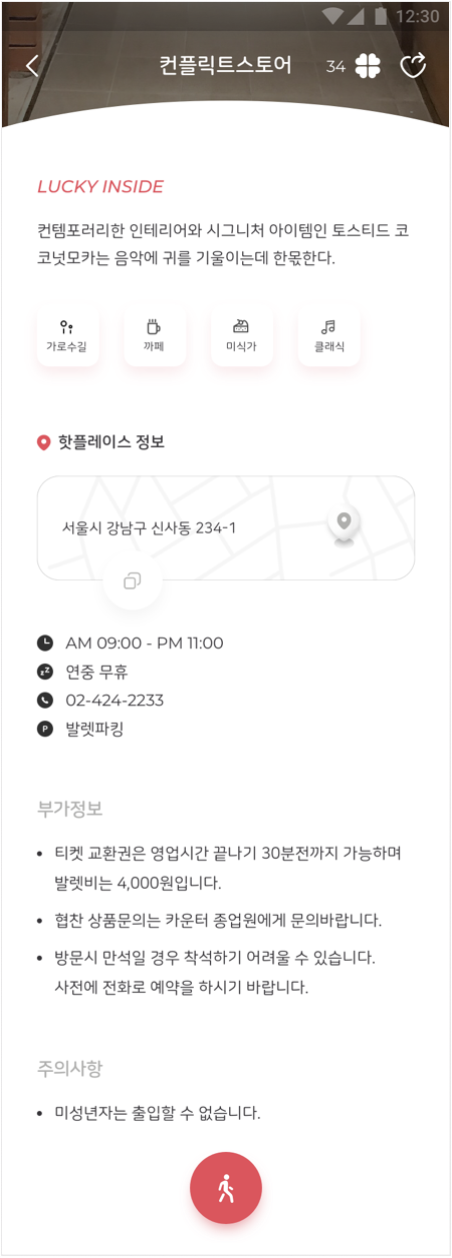 12:30
컨플릭트스토어 34
LUCKY INSIDE
컨템포러리한 인테리어와 시그니처 아이템인 토스티드 코
코넛모카는 음악에 귀를 기울이는데 한몫한다.
가로수길 까페 미식가 클래식
핫플레이스 정보
서울시 강남구 신사동 234-1
AM 09:00 - PM 11:00
zZ 연중 무휴
02-424-2233
P 발렛파킹
부가정보
• 티켓 교환권은 영업시간 끝나기 30분전까지 가능하며
발렛비는 4,000원입니다.
• 협찬 상품문의는 카운터 종업원에게 문의바랍니다.
• 방문시 만석일 경우 착석하기 어려울 수 있습니다.
사전에 전화로 예약을 하시기 바랍니다.
주의사항
• 미성년자는 출입할 수 없습니다.